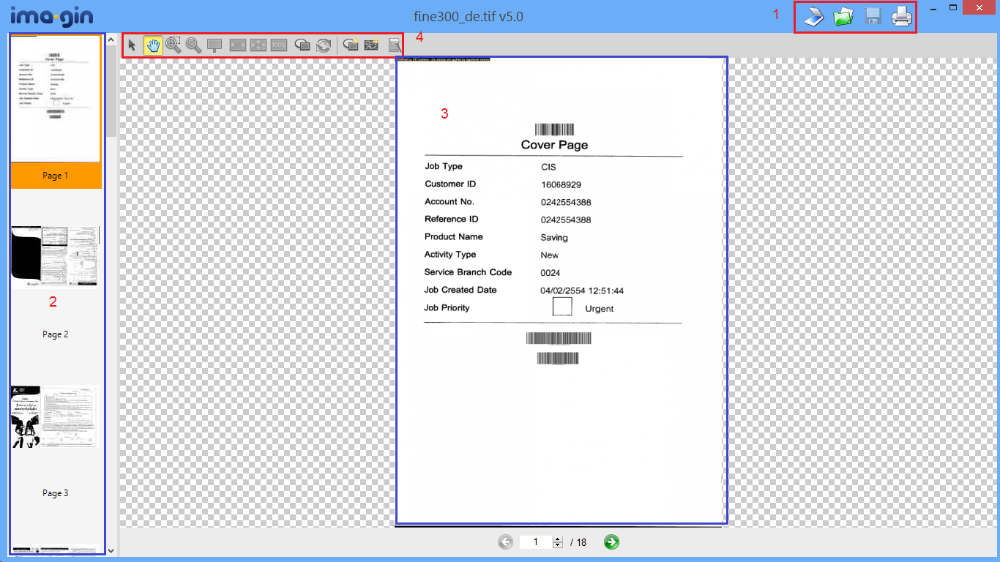 ima·gin
fine300_de.tif v5.0
1
4
100%
Page 1
2
Page 2
Page 3
3
Cover Page
Job Type CIS
Customer ID 16068929
Account No. 0242554388
Reference ID 0242554388
Product Name Saving
Activity Type New
Service Branch Code 0024
Job Created Date 04/02/2554 12:51:44
Job Priority Urgent
1 / 18